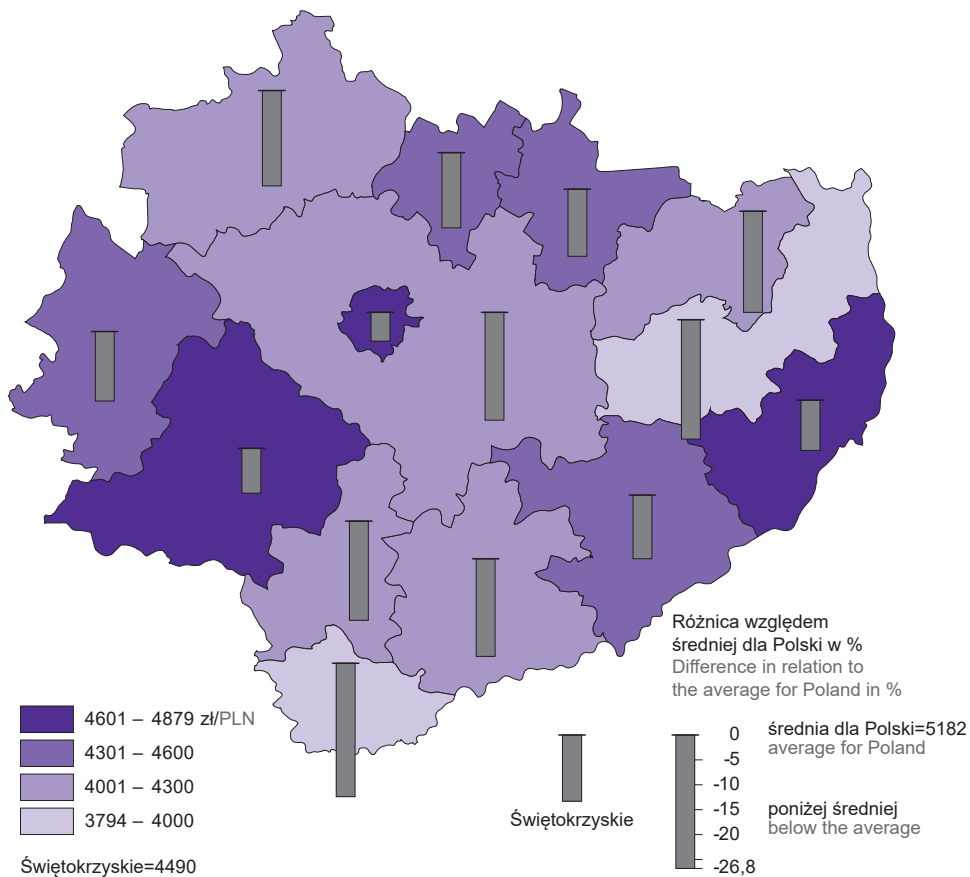 4601 – 4879 zł/PLN
4301 – 4600
4001 – 4300
3794 – 4000
Świętokrzyskie=4490
Świętokrzyskie
Różnica względem
średniej dla Polski w %
Difference in relation to
the average for Poland in %
0
-5
-10
-15
-20
-26,8
średnia dla Polski=5182
average for Poland
poniżej średniej
below the average